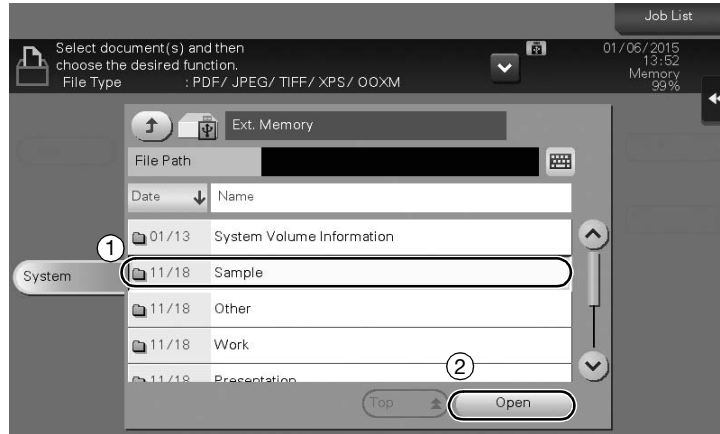 Job List
Select document(s) and then
choose the desired function.
File Type : PDF/ JPEG/ TIFF/ XPS/ OOXM
01/06/2015
13:52
Memory
99%
Ext. Memory
File Path
Date Name
01/13 System Volume Information
1
System
11/18 Sample
11/18 Other
11/18 Work
2
11/18 Presentation
Top Open